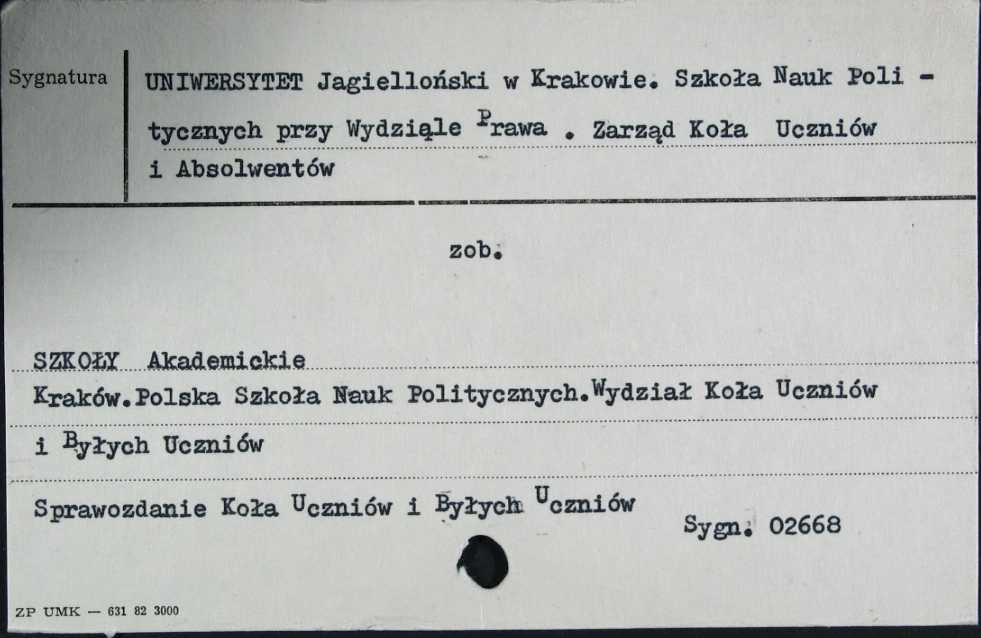 Sygnatura
UNIWERSYTET Jagielloński w Krakowie. Szkoła Nauk Poli -
tycznych przy Wydziąle Prawa . Zarząd Koła Uczniów
i Absolwentów
zob.
SZKOŁY Akademickie
Kraków.Polska Szkoła Nauk Politycznych.Wydział Koła Uczniów
i Byłych Uczniów
Sprawozdanie Koła Uczniów i Byłych Uczniów
Sygn. 02668
ZP UMK — 631 82 3000